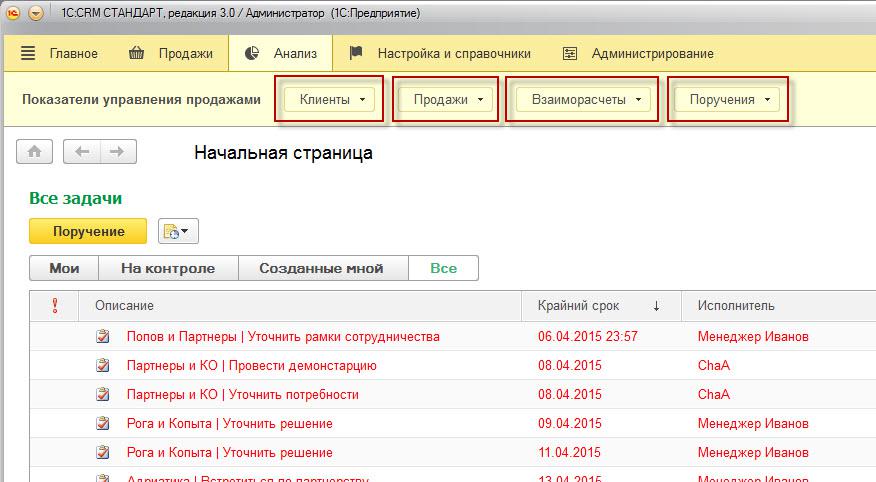 1С:CRM СТАНДАРТ, редакция 3.0 / Администратор (1С:Предприятие)
Главное Продажи Анализ Настройка и справочники Администрирование
Показатели управления продажами Клиенты Продажи Взаиморасчеты Поручения
Начальная страница
Все задачи
Поручение
Мои На контроле Созданные мной Все
Описание Крайний срок Исполнитель
Попов и Партнеры | Уточнить рамки сотрудничества 06.04.2015 23:57 Менеджер Иванов
Партнеры и КО | Провести демонстарцию 08.04.2015 ChaA
Партнеры и КО | Уточнить потребности 08.04.2015 ChaA
Рога и Копыта | Уточнить решение 09.04.2015 Менеджер Иванов
Рога и Копыта | Уточнить решение 11.04.2015 Менеджер Иванов
Адриатика | Встретиться по партнерству 13.04.2015 Менеджер Иванов